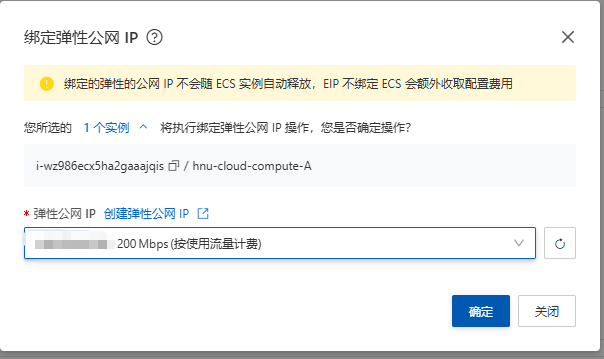 绑定弹性公网 IP
绑定的弹性的公网 IP 不会随 ECS 实例自动释放，EIP 不绑定 ECS 会额外收取配置费用
您所选的 1 个实例 将执行绑定弹性公网 IP 操作，您是否确定操作？
i-wz986ecx5ha2gaaajqis / hnu-cloud-compute-A
* 弹性公网 IP 创建弹性公网 IP
200 Mbps (按使用流量计费)
确定 关闭